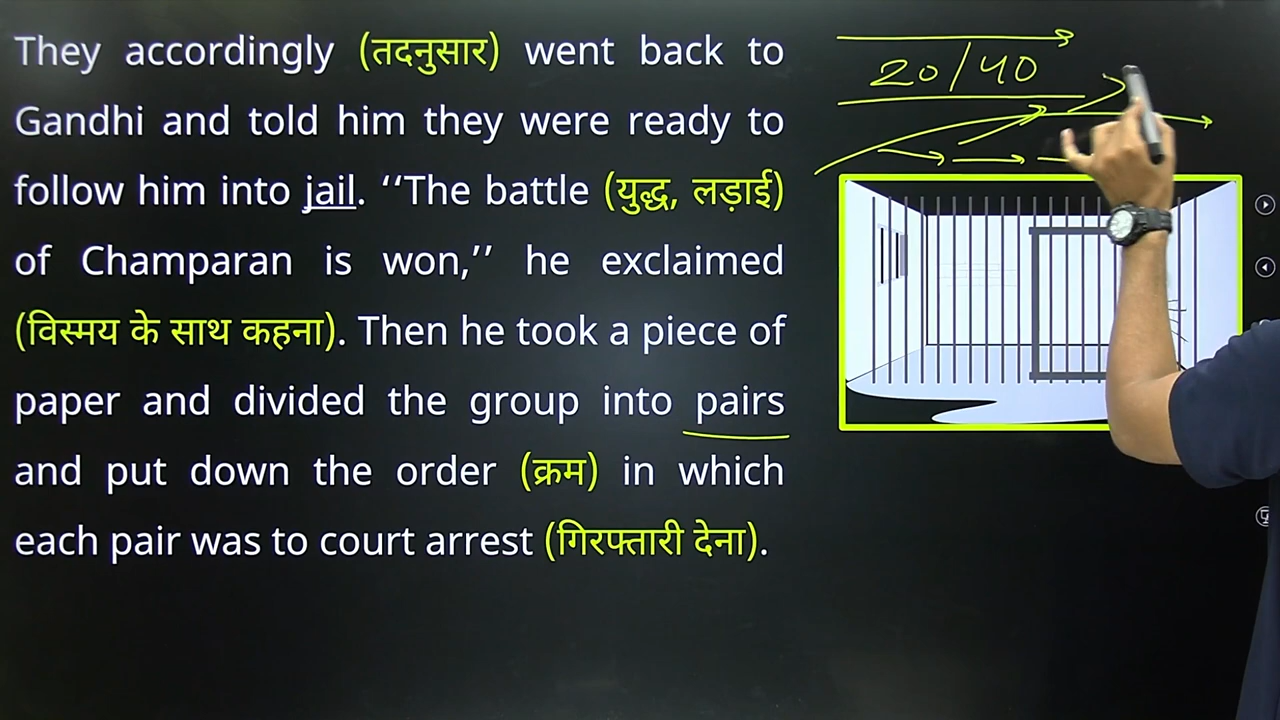 They accordingly (तदनुसार) went back to
Gandhi and told him they were ready to
follow him into jail. ‘‘The battle (युद्ध, लड़ाई)
of Champaran is won,’’ he exclaimed
(विस्मय के साथ कहना). Then he took a piece of
paper and divided the group into pairs
and put down the order (क्रम) in which
each pair was to court arrest (गिरफ्तारी देना).
20/40